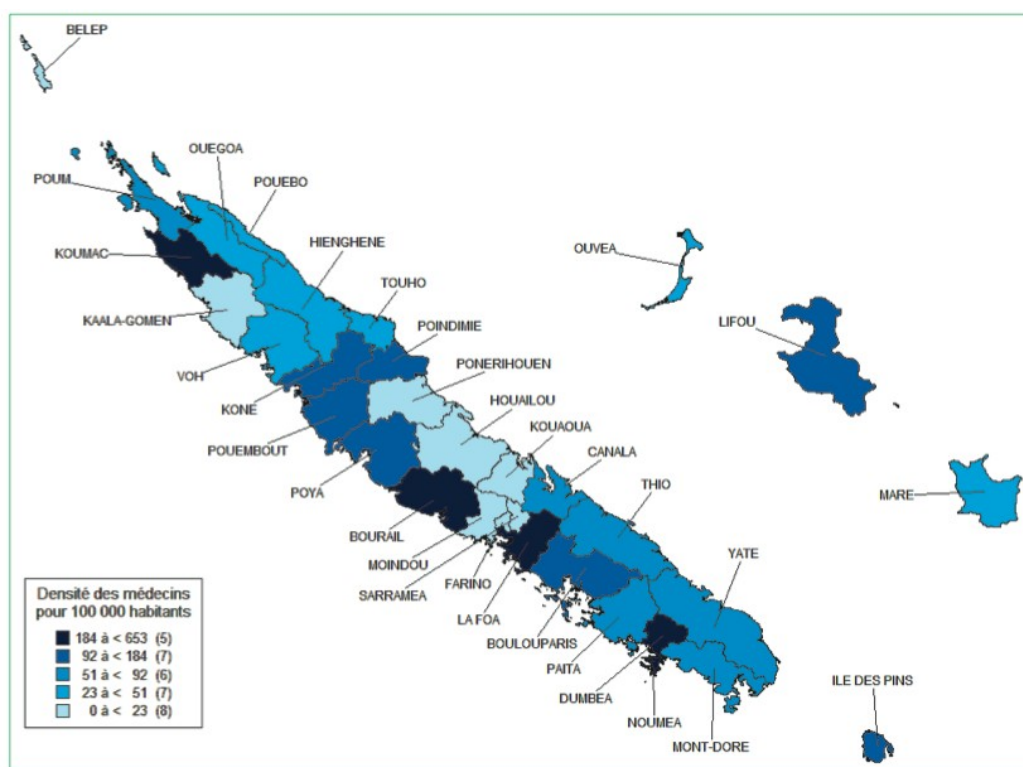 BELEP
OUEGOA
POUM
POUEBO
KOUMAC
HIENGHENE
OUVEA
TOUHO
KAALA-GOMEN
LIFOU
POINDIMIE
VOH
PONERIHOUEN
KONE
HOUAILOU
KOUAOUA
POUEMBOUT
CANALA
POYA
THIO
MARE
BOURAIL
YATE
MOINDOU
FARINO
SARRAMEA
LA FOA
BOULOUPARIS
PAITA
DUMBEA
ILE DES PINS
NOUMEA
MONT-DORE
Densité des médecins
pour 100 000 habitants
184 à < 653 (5)
92 à < 184 (7)
51 à < 92 (6)
23 à < 51 (7)
0 à < 23 (8)